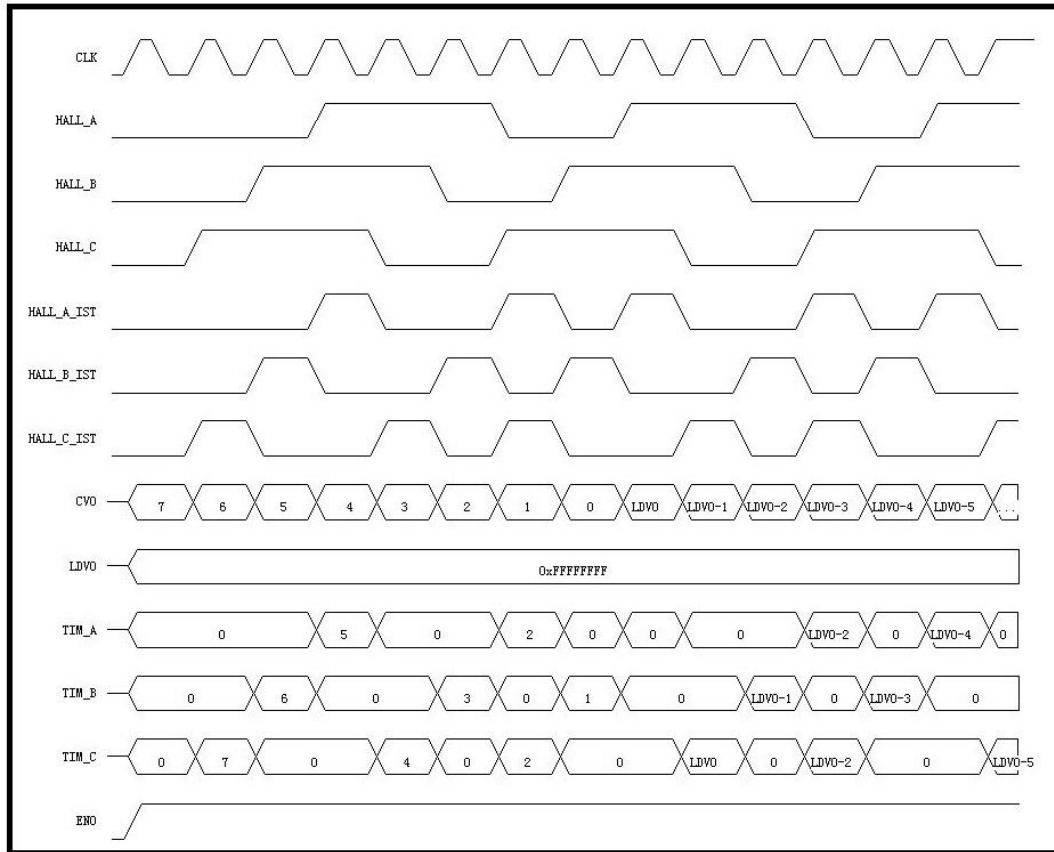 CLK
HALL_A
HALL_B
HALL_C
HALL_A_IST
HALL_B_IST
HALL_C_IST
CVO 7 6 5 4 3 2 1 0 LDVO LDVO-1 LDVO-2 LDVO-3 LDVO-4 LDVO-5 ...
LDVO 0xFFFFFFFF
TIM_A 0 5 0 2 0 0 0 LDVO-2 0 LDVO-4 0
TIM_B 0 6 0 3 0 1 0 LDVO-1 0 LDVO-3 0
TIM_C 0 7 0 4 0 2 0 LDVO 0 LDVO-2 0 LDVO-5
ENO